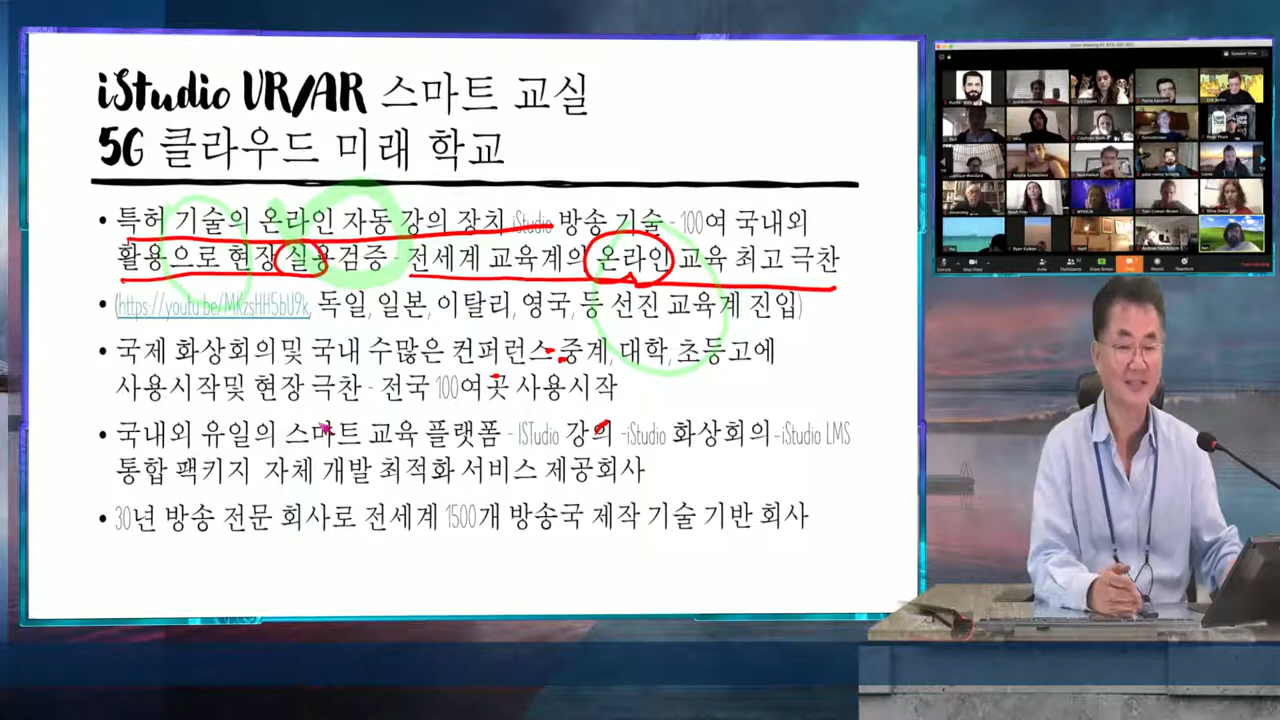 iStudio VR/AR 스마트 교실
5G 클라우드 미래 학교
• 특허 기술의 온라인 자동 강의 장치 iStudio 방송 기술 - 100여 국내외
활용으로 현장 실용검증 - 전세계 교육계의 온라인 교육 최고 극찬
• (https://youtu.be/MKzsHH5bU9k, 독일, 일본, 이탈리, 영국, 등 선진 교육계 진입)
• 국제 화상회의및 국내 수많은 컨퍼런스 중계, 대학, 초등고에
사용시작및 현장 극찬 - 전국 100여곳 사용시작
• 국내외 유일의 스마트 교육 플랫폼 - ISTudio 강의 -iStudio 화상회의-iStudio LMS
통합 팩키지 자체 개발 최적화 서비스 제공회사
• 30년 방송 전문 회사로 전세계 1500개 방송국 제작 기술 기반 회사